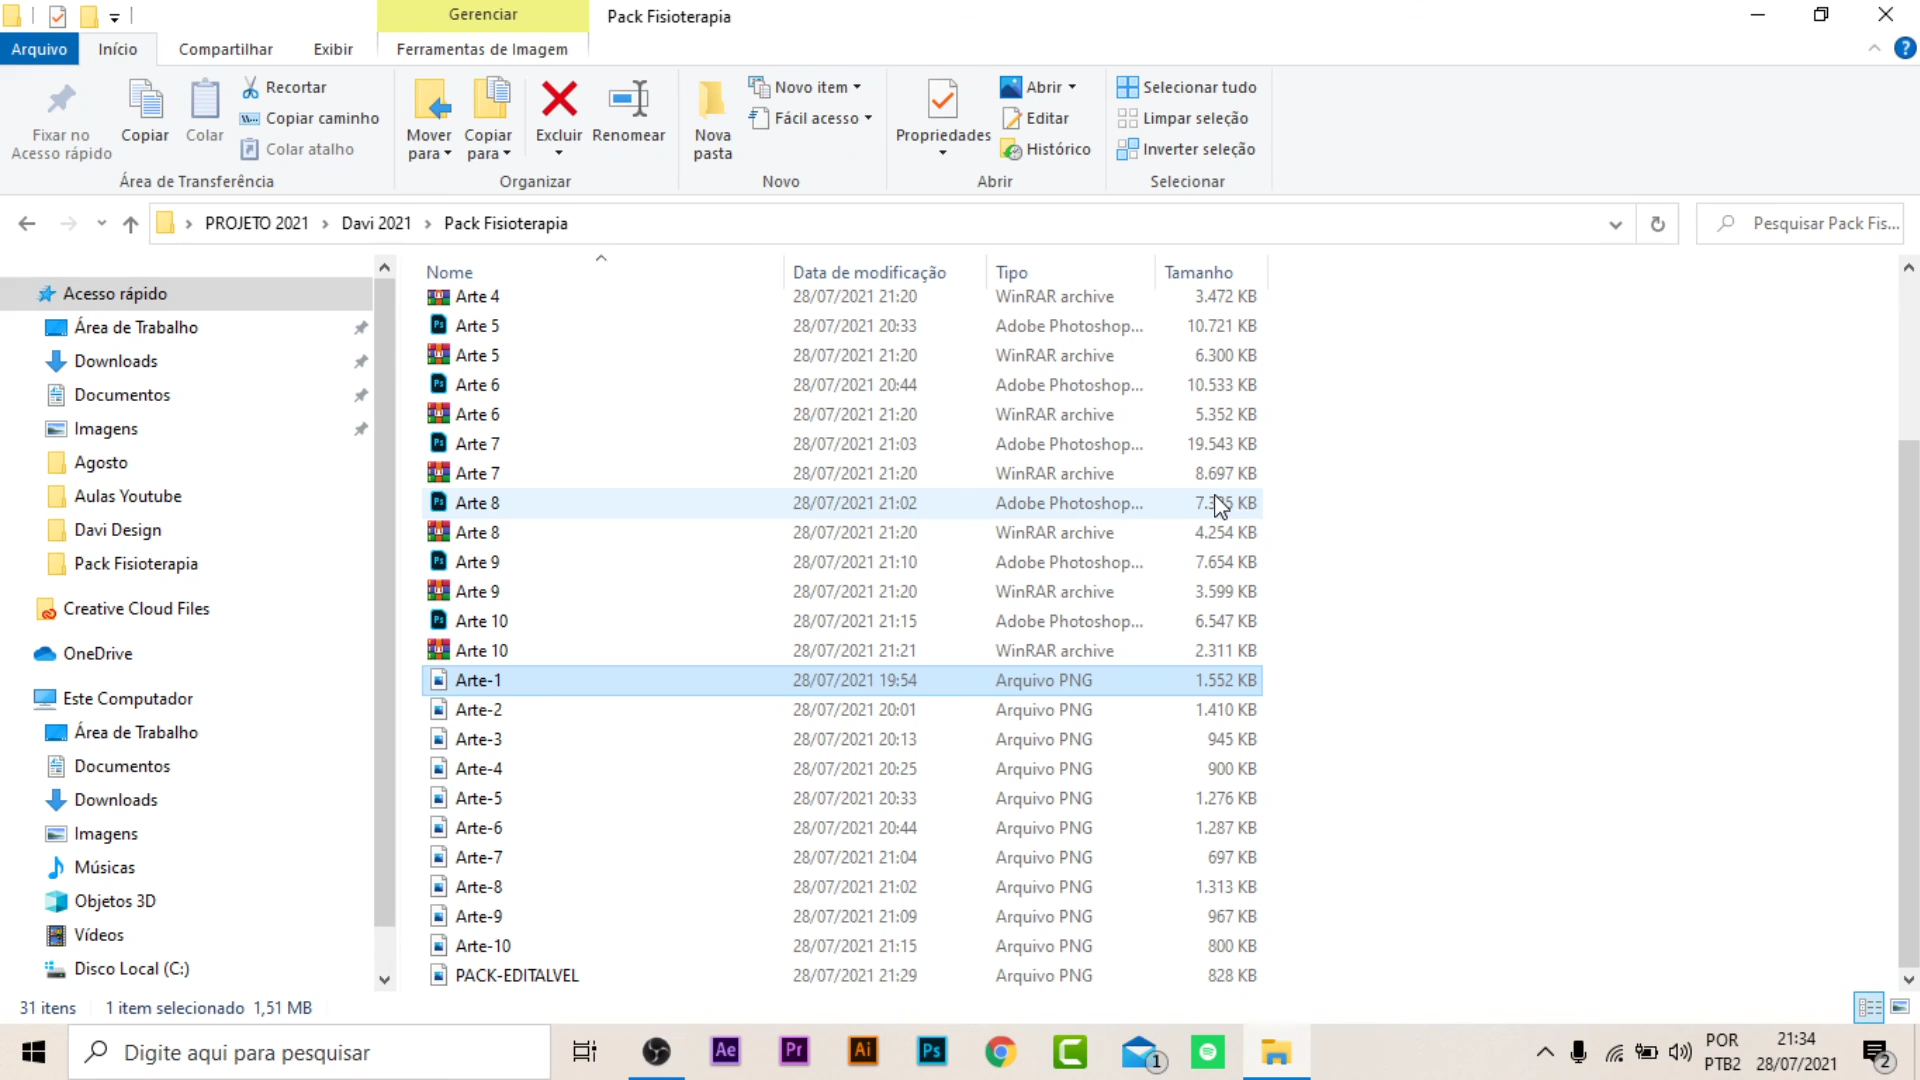 Gerenciar
Pack Fisioterapia
Arquivo
Início
Compartilhar
Exibir
Ferramentas de Imagem
Fixar no
Acesso rápido
Copiar
Colar
Recortar
Copiar caminho
Colar atalho
Área de Transferência
Mover
para
Copiar
para
Excluir
Renomear
Organizar
Nova
pasta
Novo item
Fácil acesso
Novo
Propriedades
Abrir
Editar
Histórico
Abrir
Selecionar tudo
Limpar seleção
Inverter seleção
Selecionar
PROJETO 2021 › Davi 2021 › Pack Fisioterapia
Pesquisar Pack Fis...
Acesso rápido
Área de Trabalho
Downloads
Documentos
Imagens
Agosto
Aulas Youtube
Davi Design
Pack Fisioterapia
Creative Cloud Files
OneDrive
Este Computador
Área de Trabalho
Documentos
Downloads
Imagens
Músicas
Objetos 3D
Vídeos
Disco Local (C:)
Nome Data de modificação Tipo Tamanho
Arte 4 28/07/2021 21:20 WinRAR archive 3.472 KB
Arte 5 28/07/2021 20:33 Adobe Photoshop... 10.721 KB
Arte 5 28/07/2021 21:20 WinRAR archive 6.300 KB
Arte 6 28/07/2021 20:44 Adobe Photoshop... 10.533 KB
Arte 6 28/07/2021 21:20 WinRAR archive 5.352 KB
Arte 7 28/07/2021 21:03 Adobe Photoshop... 19.543 KB
Arte 7 28/07/2021 21:20 WinRAR archive 8.697 KB
Arte 8 28/07/2021 21:02 Adobe Photoshop... KB
Arte 8 28/07/2021 21:20 WinRAR archive 4.254 KB
Arte 9 28/07/2021 21:10 Adobe Photoshop... 7.654 KB
Arte 9 28/07/2021 21:20 WinRAR archive 3.599 KB
Arte 10 28/07/2021 21:15 Adobe Photoshop... 6.547 KB
Arte 10 28/07/2021 21:21 WinRAR archive 2.311 KB
Arte-1 28/07/2021 19:54 Arquivo PNG 1.552 KB
Arte-2 28/07/2021 20:01 Arquivo PNG 1.410 KB
Arte-3 28/07/2021 20:13 Arquivo PNG 945 KB
Arte-4 28/07/2021 20:25 Arquivo PNG 900 KB
Arte-5 28/07/2021 20:33 Arquivo PNG 1.276 KB
Arte-6 28/07/2021 20:44 Arquivo PNG 1.287 KB
Arte-7 28/07/2021 21:04 Arquivo PNG 697 KB
Arte-8 28/07/2021 21:02 Arquivo PNG 1.313 KB
Arte-9 28/07/2021 21:09 Arquivo PNG 967 KB
Arte-10 28/07/2021 21:15 Arquivo PNG 800 KB
PACK-EDITALVEL 28/07/2021 21:29 Arquivo PNG 828 KB
31 itens 1 item selecionado 1,51 MB
Digite aqui para pesquisar
Ae
Pr
Ai
Ps
1
POR
PTB2
21:34
28/07/2021
2